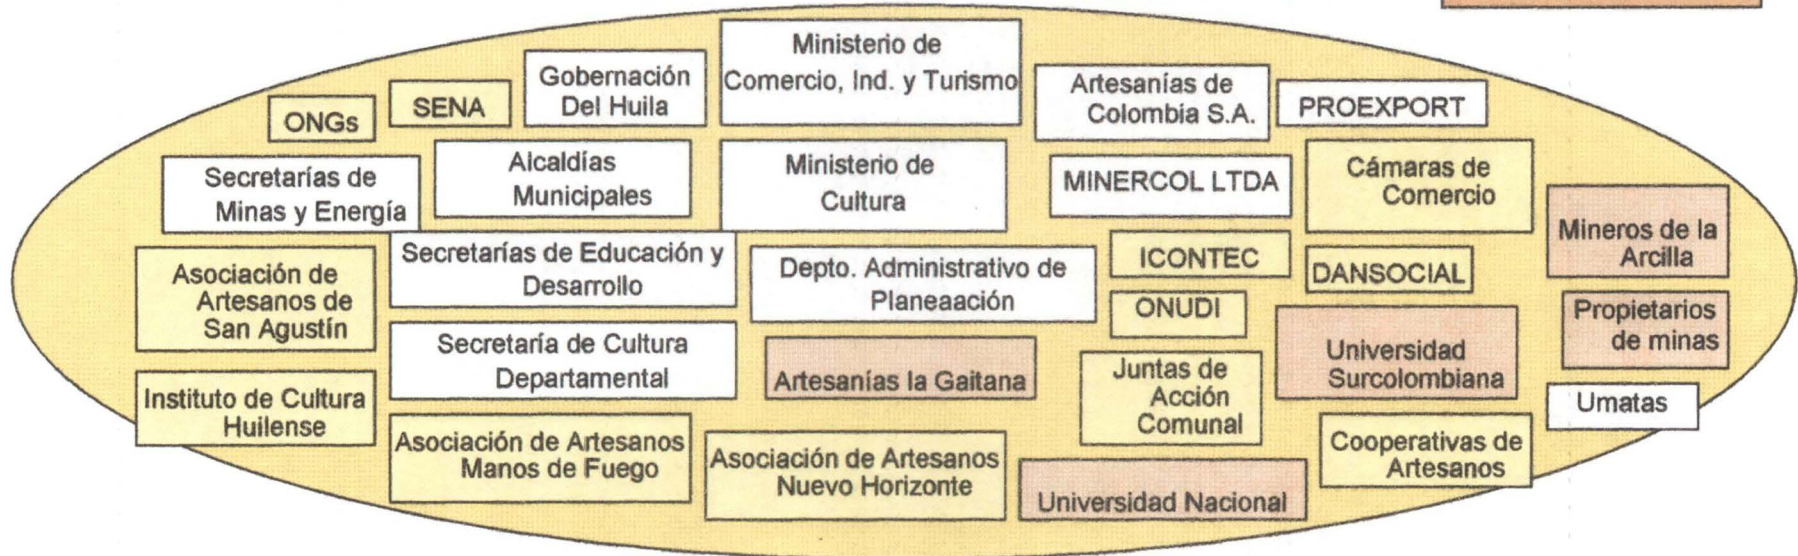 Ministerio de
Comercio, Ind. y Turismo
Gobernación
Del Huila
Artesanías de
Colombia S.A.
PROEXPORT
SENA
ONGs
Secretarías de
Minas y Energía
Alcaldías
Municipales
Ministerio de
Cultura
MINERCOL LTDA
Cámaras de
Comercio
Mineros de la
Arcilla
Asociación de
Artesanos de
San Agustín
Secretarías de Educación y
Desarrollo
Depto. Administrativo de
Planeaación
ICONTEC
DANSOCIAL
ONUDI
Propietarios
de minas
Secretaría de Cultura
Departamental
Artesanías la Gaitana
Juntas de
Acción
Comunal
Universidad
Surcolombiana
Instituto de Cultura
Huilense
Umatas
Asociación de Artesanos
Manos de Fuego
Asociación de Artesanos
Nuevo Horizonte
Universidad Nacional
Cooperativas de
Artesanos